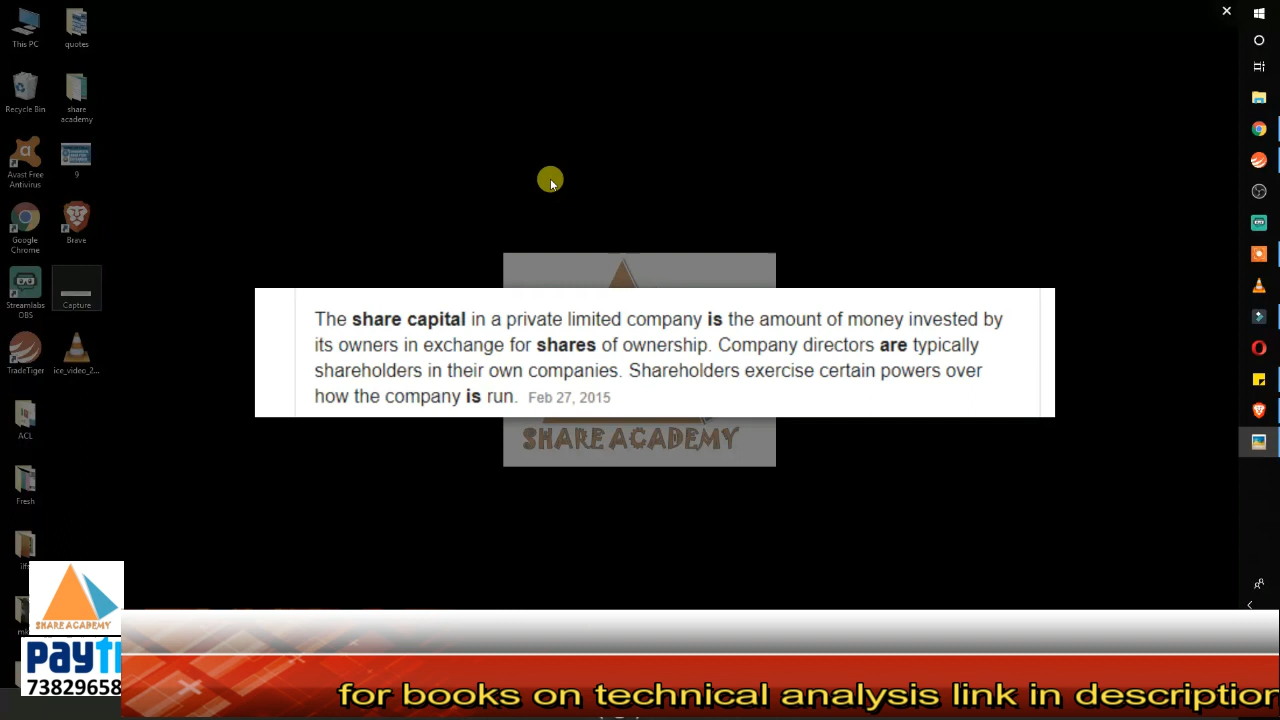 This PC
quotes
Recycle Bin
share
academy
Avast Free
Antivirus
9
Google
Chrome
Brave
Streamlabs
OBS
Capture
TradeTiger
ice_video_2...
ACL
Fresh
The share capital in a private limited company is the amount of money invested by
its owners in exchange for shares of ownership. Company directors are typically
shareholders in their own companies. Shareholders exercise certain powers over
how the company is run. Feb 27, 2015
SHARE ACADEMY
SHARE ACADEMY
73829658
for books on technical analysis link in description